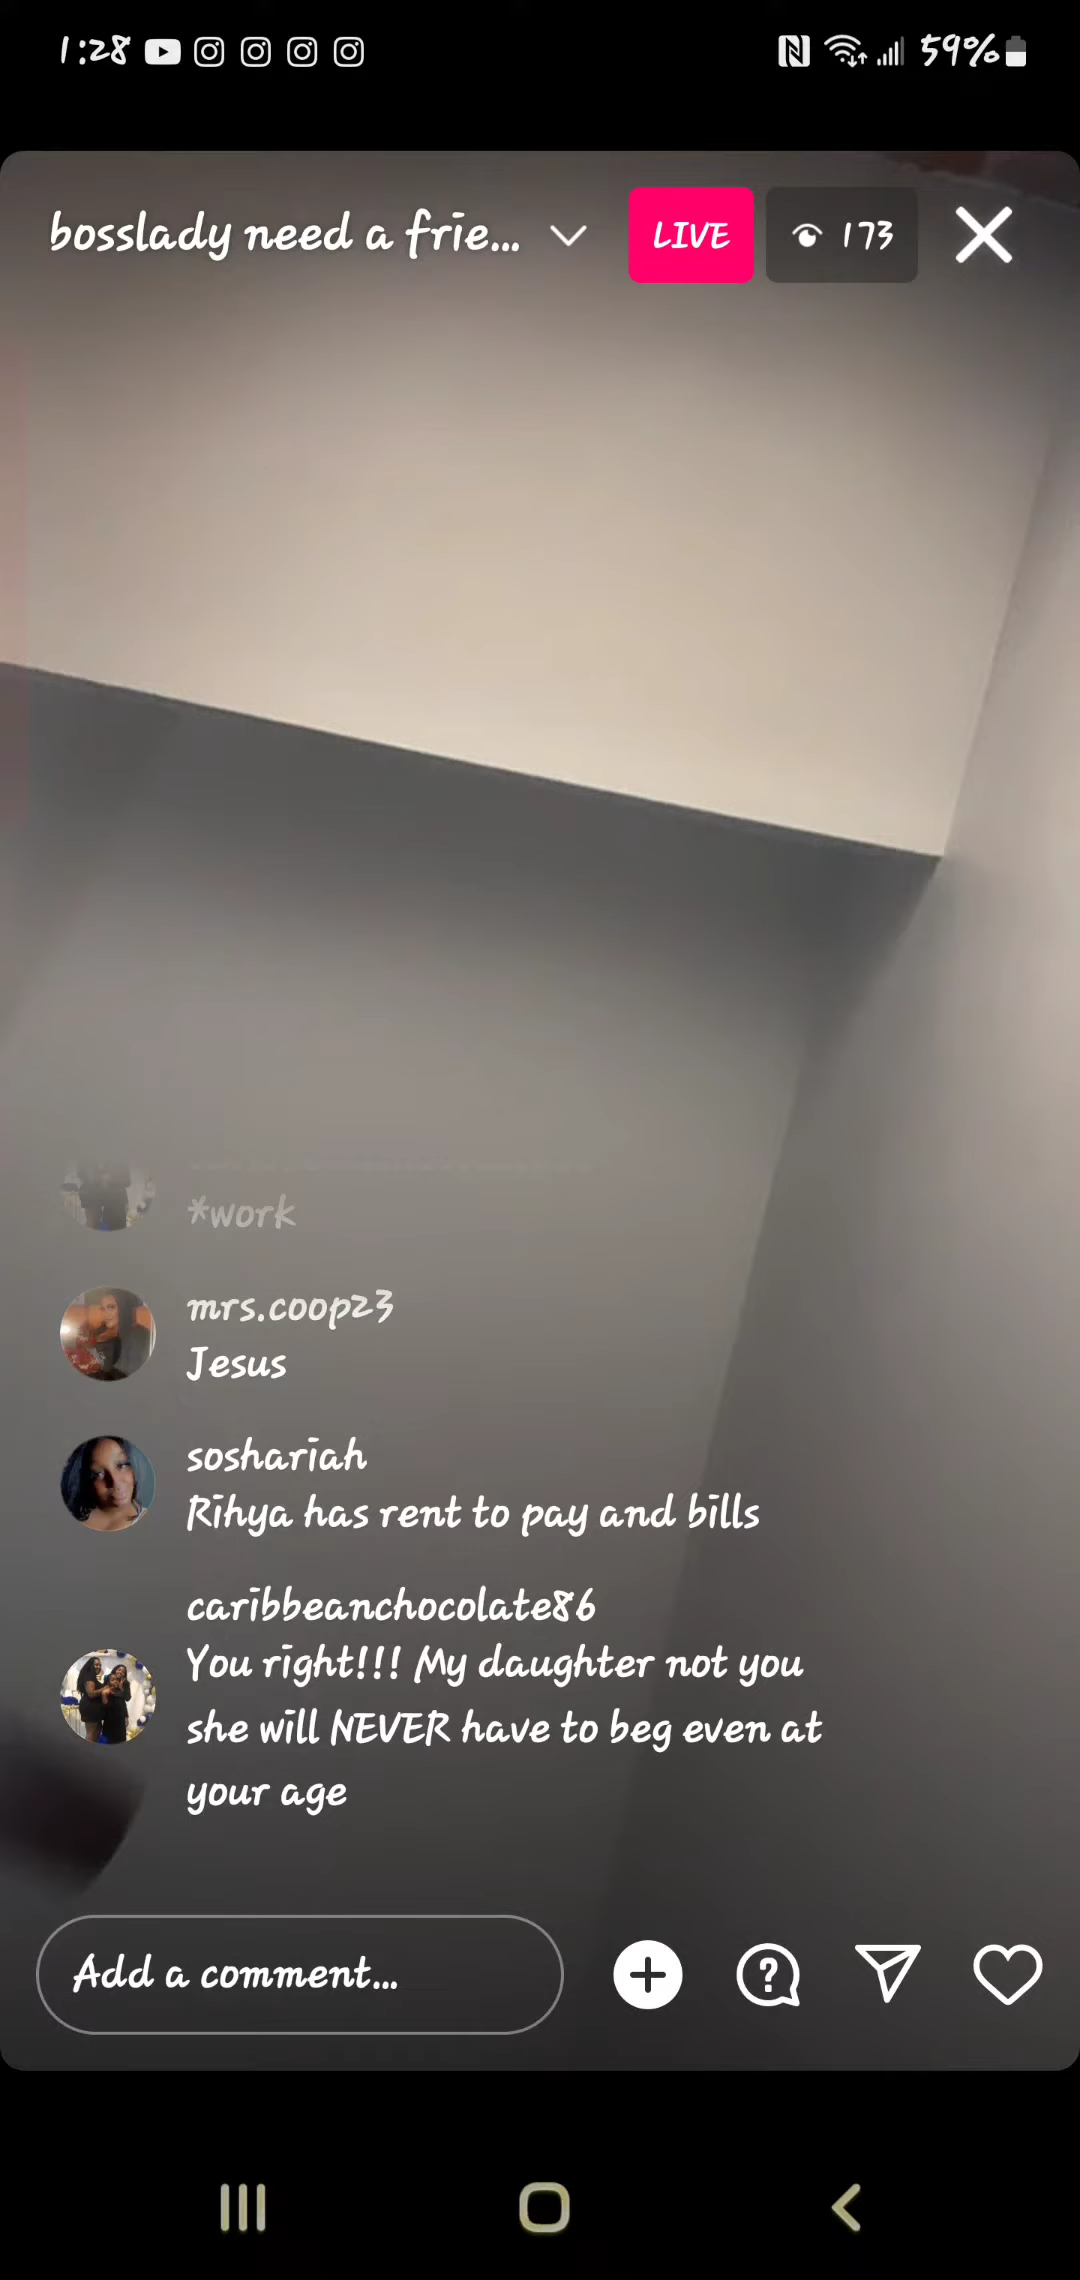 1:28
59%
bosslady need a frie...
LIVE
173
*work
mrs.coop23
Jesus
soshariah
Rihya has rent to pay and bills
caribbeanchocolate86
You right!!! My daughter not you
she will NEVER have to beg even at
your age
Add a comment...